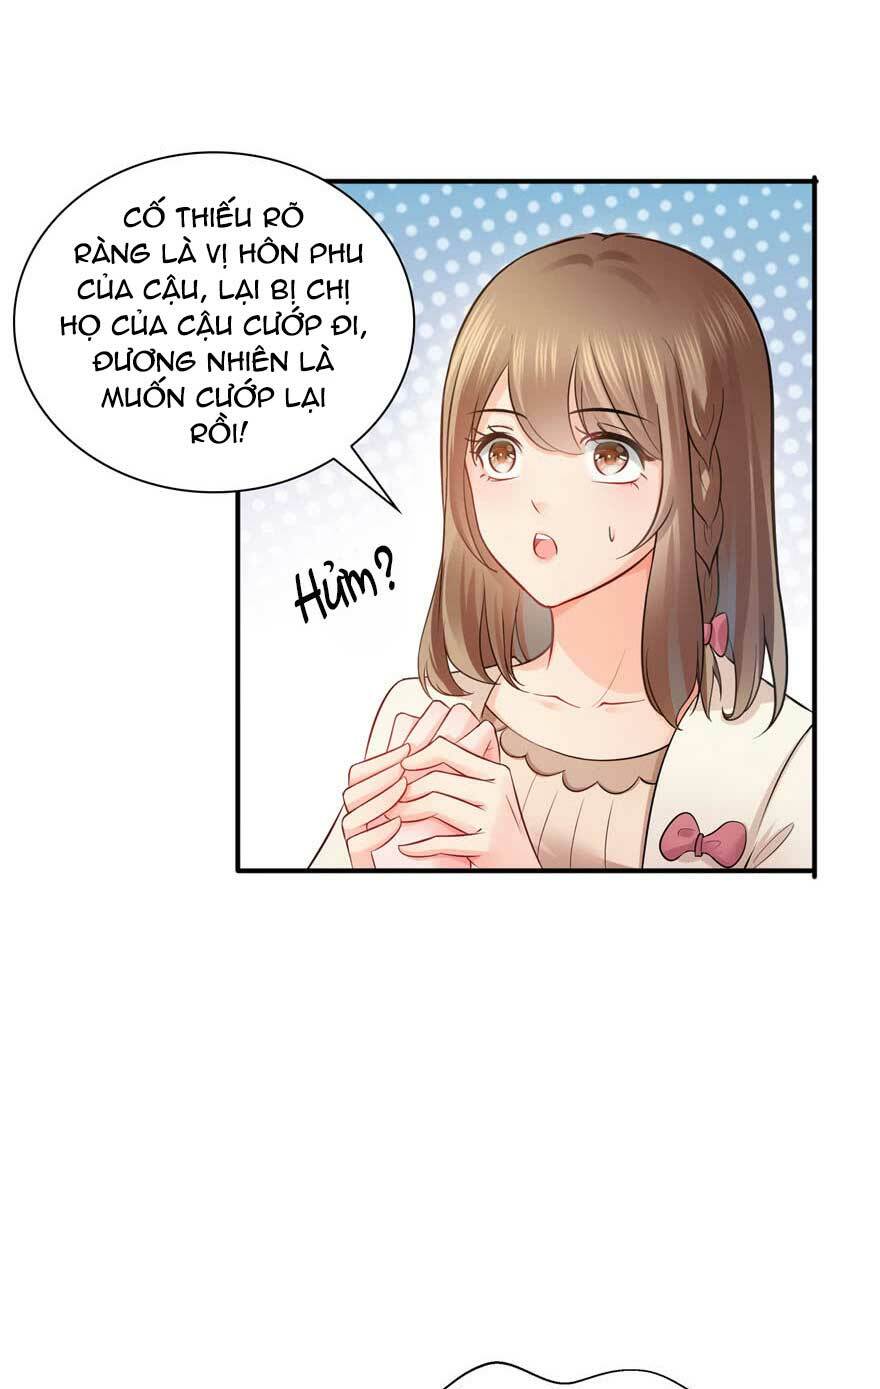 CỐ THIẾU RÕ
RÀNG LÀ VỊ HÔN PHU
CỦA CẬU, LẠI BỊ CHỊ
HỌ CỦA CẬU CƯỚP ĐI,
ĐƯƠNG NHIÊN LÀ
MUỐN CƯỚP LẠI
RỒI!
HỬM?